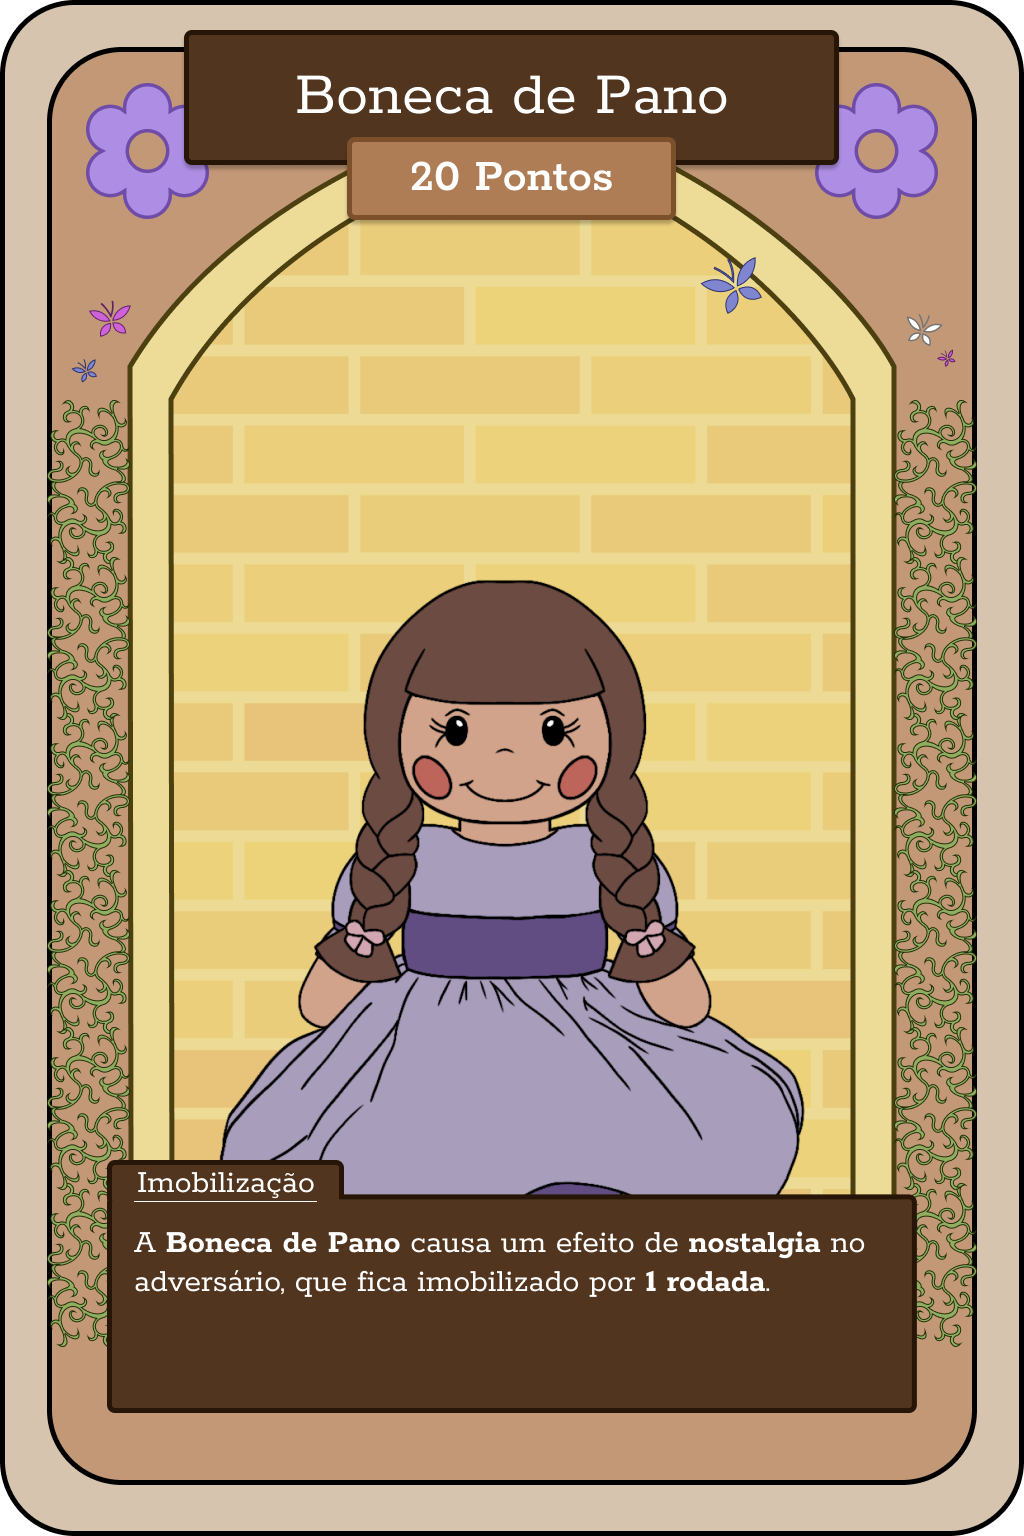 Boneca de Pano
20 Pontos
Imobilização
A Boneca de Pano causa um efeito de nostalgia no
adversário, que fica imobilizado por 1 rodada.